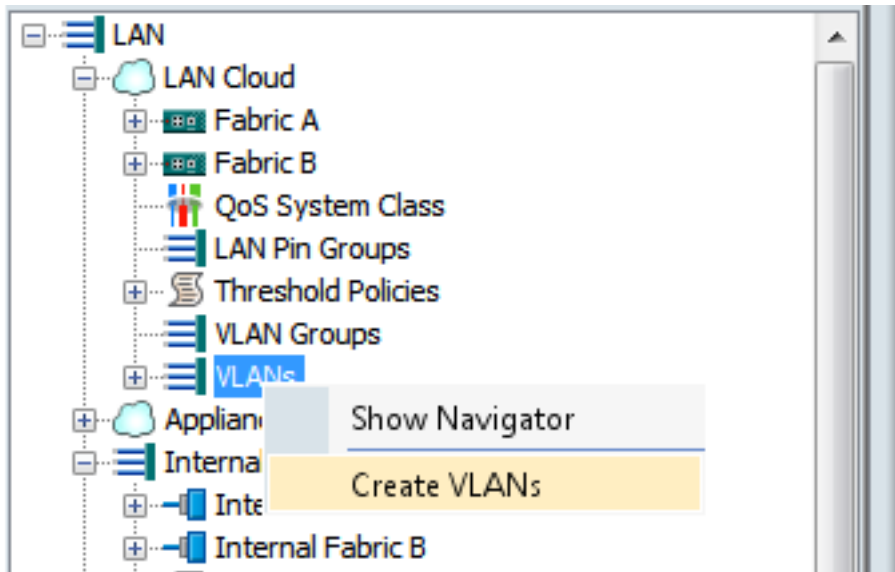 LAN
LAN Cloud
Fabric A
Fabric B
QoS System Class
LAN Pin Groups
Threshold Policies
VLAN Groups
VLANs
Show Navigator
Create VLANs
Internal Fabric B